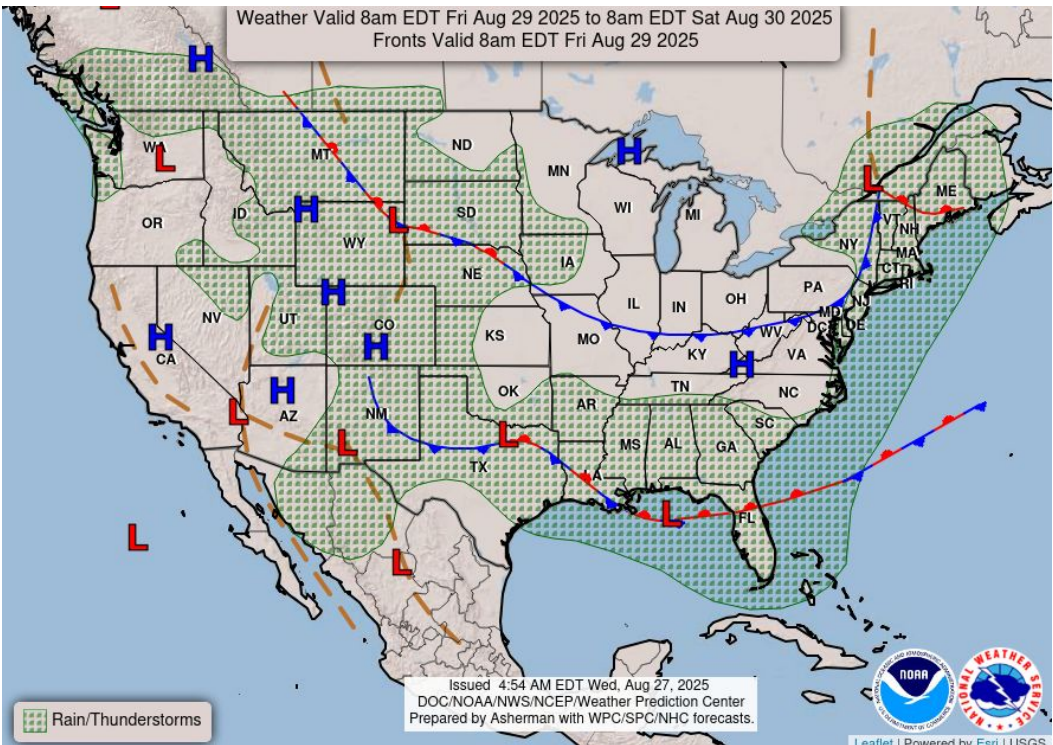 Weather Valid 8am EDT Fri Aug 29 2025 to 8am EDT Sat Aug 30 2025
Fronts Valid 8am EDT Fri Aug 29 2025
L
H
H
WA
L
MT
ND
MN
ME
L
OR
ID
H
WY
L
SD
WI
MI
VT
NH
NY
MA
CT
RI
NE
IA
H
NV
UT
CO
H
KS
MO
IL
IN
OH
PA
NJ
MD
DE
DC
WV
VA
KY
H
H
CA
H
AZ
NM
OK
AR
TN
NC
SC
L
L
L
TX
LA
MS
AL
GA
L
FL
L
L
Rain/Thunderstorms
Issued 4:54 AM EDT Wed, Aug 27, 2025
DOC/NOAA/NWS/NCEP/Weather Prediction Center
Prepared by Asherman with WPC/SPC/NHC forecasts.
NOAA
NATIONAL WEATHER SERVICE
Leaflet | Powered by Esri | USGS